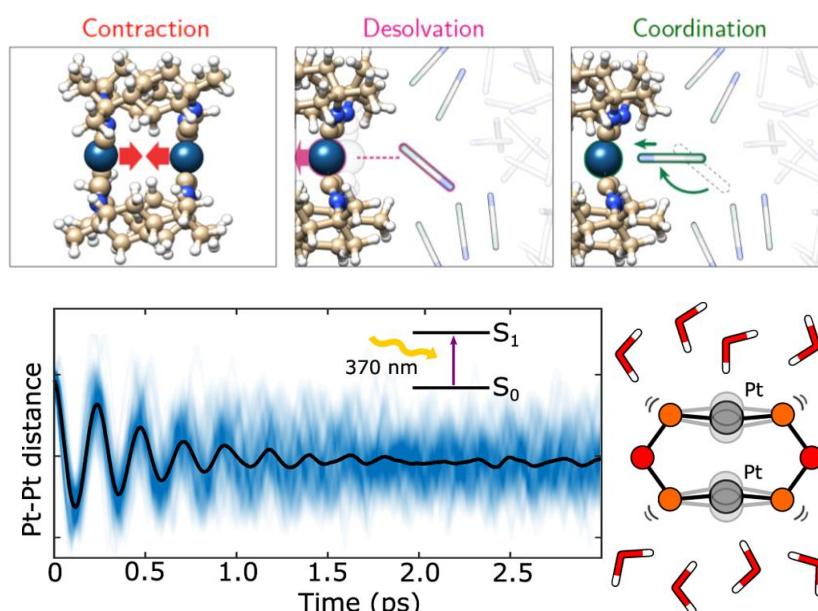 Contraction
Desolvation
Coordination
S1
370 nm
S0
Pt-Pt distance
0
0.5
1.0
1.5
2.0
2.5
Time (ps)
Pt
Pt